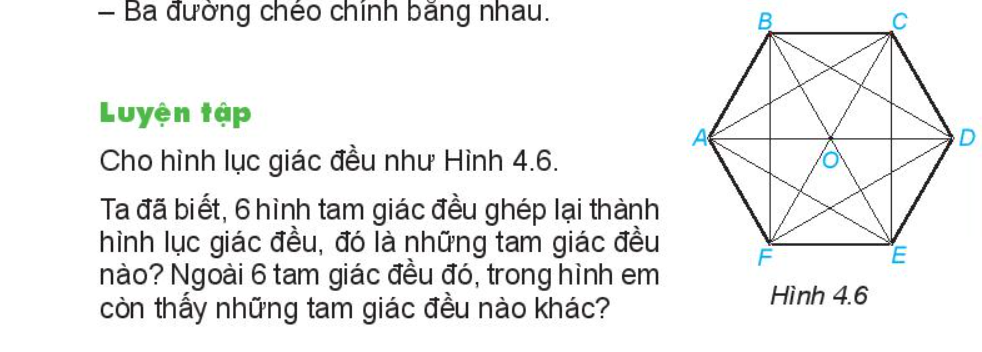 – Ba đường chéo chính bằng nhau.
Luyện tập
Cho hình lục giác đều như Hình 4.6.
Ta đã biết, 6 hình tam giác đều ghép lại thành
hình lục giác đều, đó là những tam giác đều
nào? Ngoài 6 tam giác đều đó, trong hình em
còn thấy những tam giác đều nào khác?
B
C
A
D
O
F
E
Hình 4.6